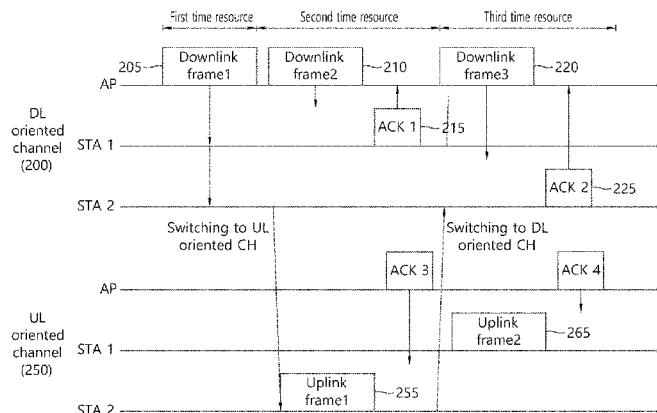 First time resource Second time resource Third time resource
205 Downlink frame1 Downlink frame2 210 Downlink frame3 220
AP
DL oriented channel (200)
ACK 1 215
STA 1
ACK 2 225
STA 2
Switching to UL oriented CH
Switching to DL oriented CH
ACK 3 ACK 4
AP
UL oriented channel (250)
Uplink frame2 265
STA 1
Uplink frame1 255
STA 2